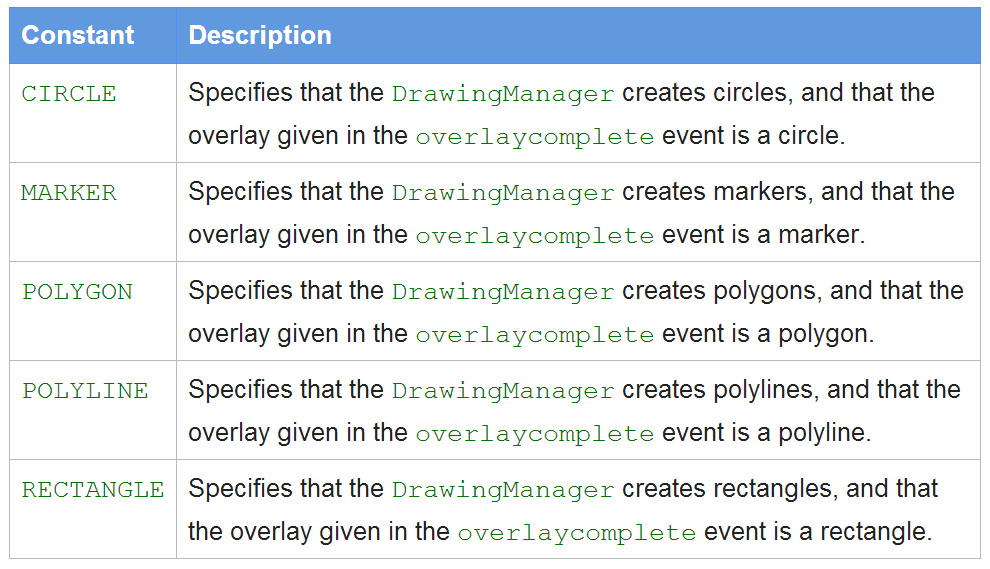 Constant Description
CIRCLE Specifies that the DrawingManager creates circles, and that the
overlay given in the overlaycomplete event is a circle.
MARKER Specifies that the DrawingManager creates markers, and that the
overlay given in the overlaycomplete event is a marker.
POLYGON Specifies that the DrawingManager creates polygons, and that the
overlay given in the overlaycomplete event is a polygon.
POLYLINE Specifies that the DrawingManager creates polylines, and that the
overlay given in the overlaycomplete event is a polyline.
RECTANGLE Specifies that the DrawingManager creates rectangles, and that
the overlay given in the overlaycomplete event is a rectangle.